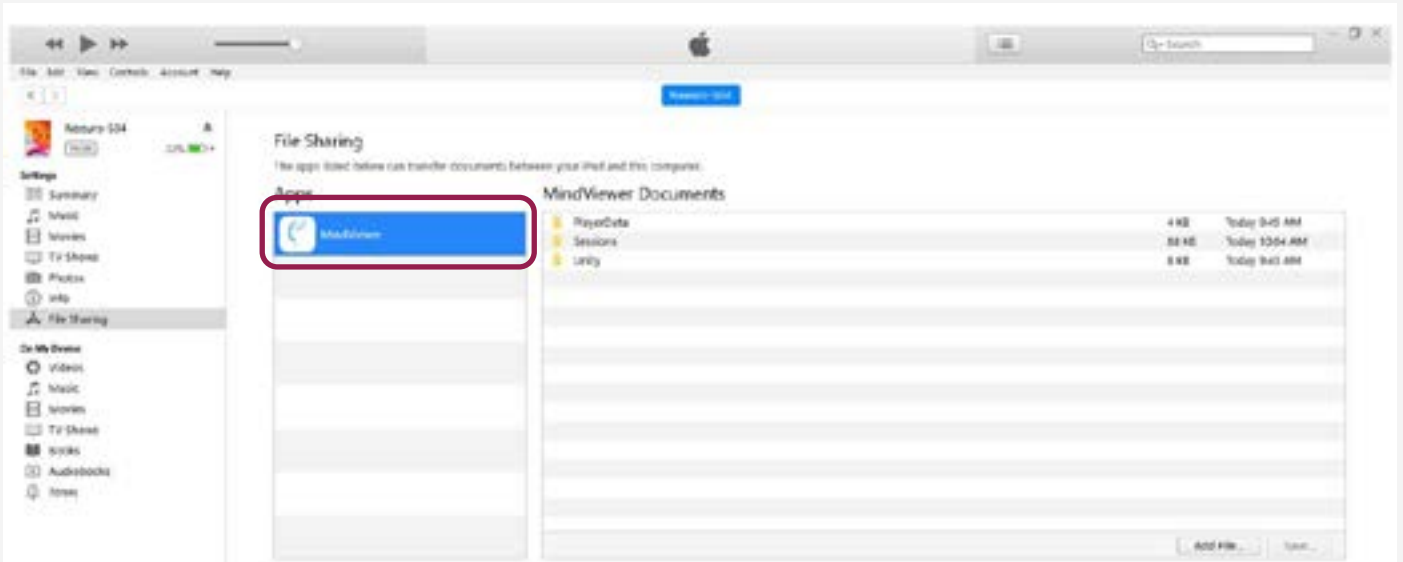 Search
File Edit View Controls Account Help
File Sharing
The apps listed below can transfer documents between your iPad and this computer.
Settings
Summary
Music
Movies
TV Shows
Photos
Info
File Sharing
On My Device
Videos
Music
Movies
TV Shows
Books
Audiobooks
Tones
Apps
MindViewer
MindViewer Documents
PlayerData 4 KB Today 9:45 AM
Sessions KB Today 10:04 AM
Unity 8 KB Today AM
Add File... Save...